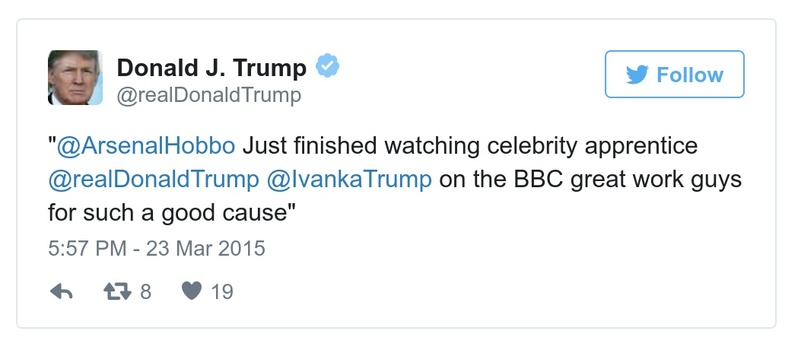 Donald J. Trump
@realDonaldTrump
Follow
"@ArsenalHobbo Just finished watching celebrity apprentice
@realDonaldTrump @IvankaTrump on the BBC great work guys
for such a good cause"
5:57 PM - 23 Mar 2015
8 19